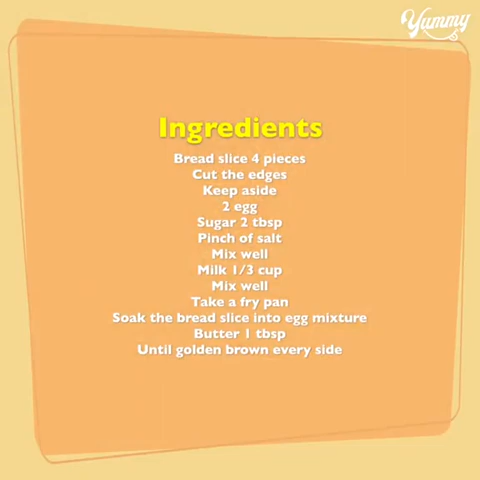 Yummy
Ingredients
Bread slice 4 pieces
Cut the edges
Keep aside
2 egg
Sugar 2 tbsp
Pinch of salt
Mix well
Milk 1/3 cup
Mix well
Take a fry pan
Soak the bread slice into egg mixture
Butter 1 tbsp
Until golden brown every side